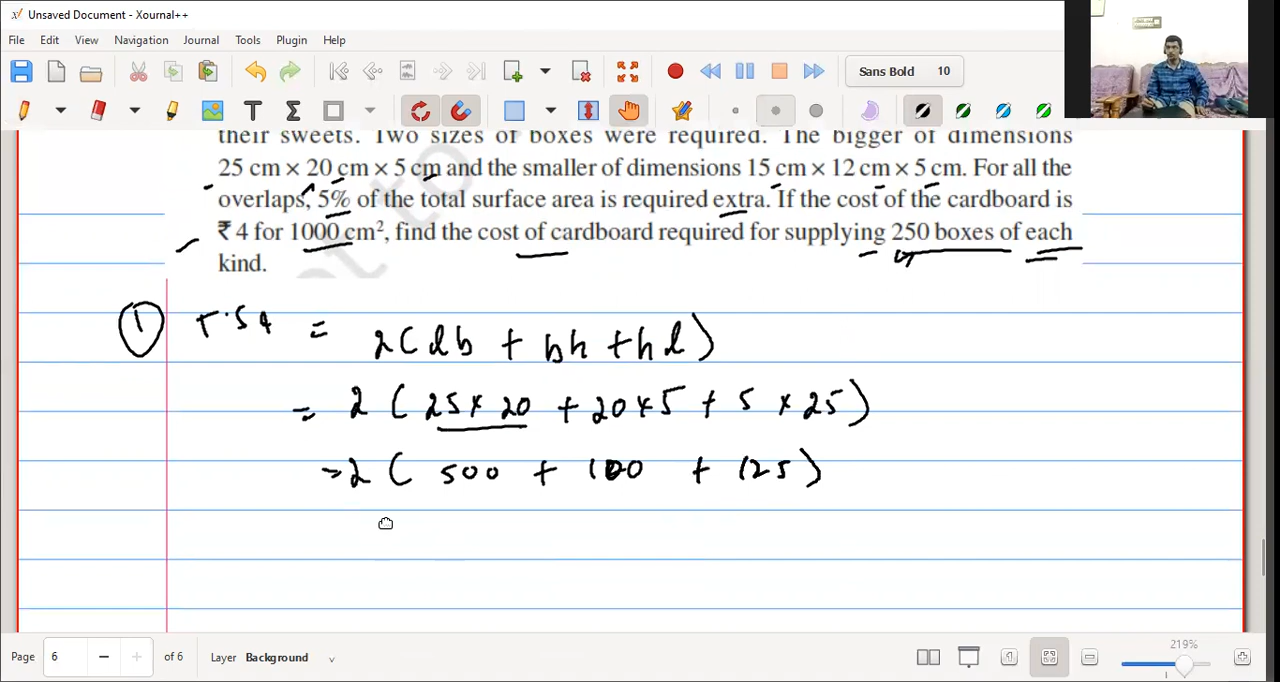 Unsaved Document - Xournal++
File Edit View Navigation Journal Tools Plugin Help
Sans Bold 10
their sweets. Two sizes of boxes were required. The bigger of dimensions
25 cm × 20 cm × 5 cm and the smaller of dimensions 15 cm × 12 cm × 5 cm. For all the
overlaps, 5% of the total surface area is required extra. If the cost of the cardboard is
₹ 4 for 1000 cm², find the cost of cardboard required for supplying 250 boxes of each
kind.
① T.S A = 2(lb + bh + hl)
= 2 ( 25 × 20 + 20 × 5 + 5 × 25 )
= 2 ( 500 + 100 + 125 )
Page 6 of 6 Layer Background 219%